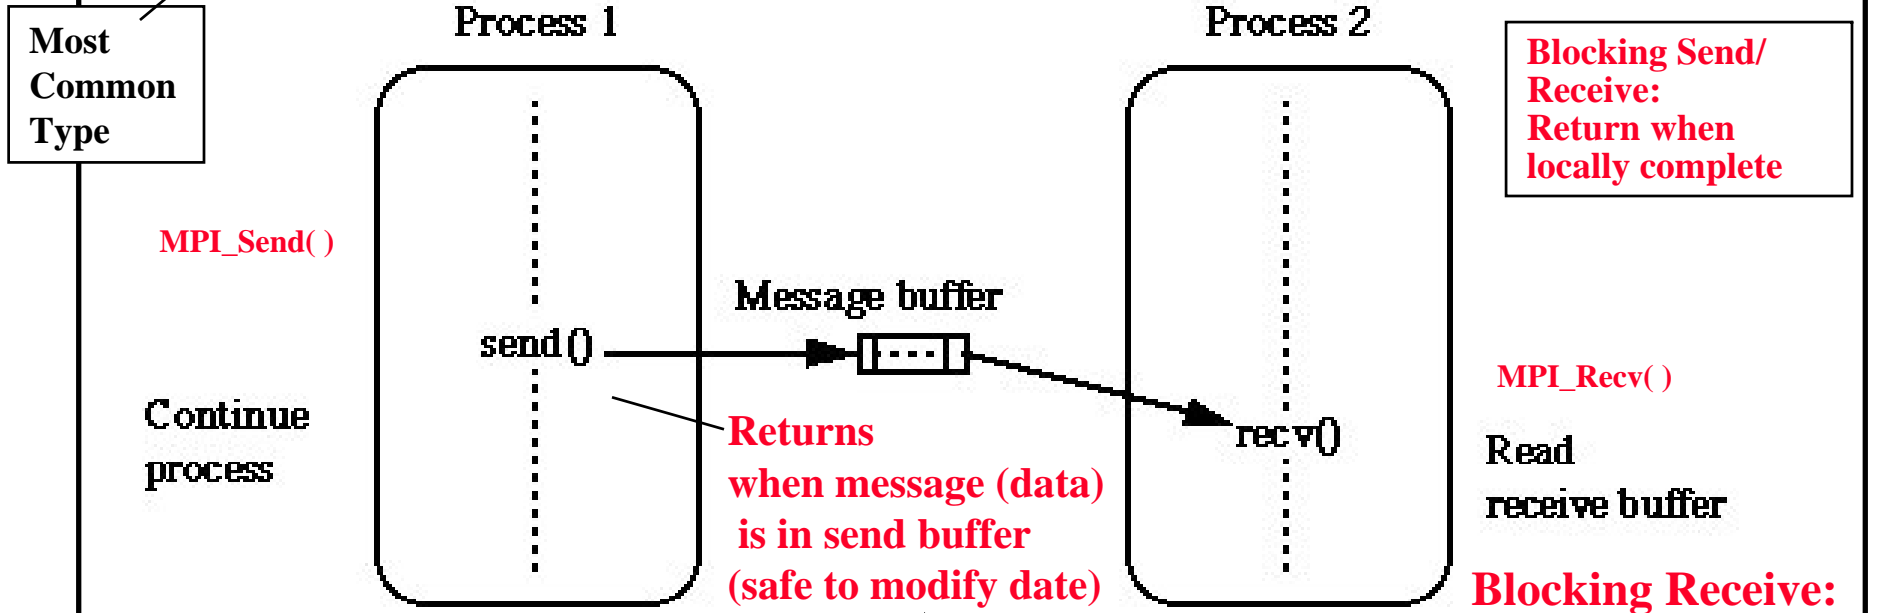 Most
Common
Type
Process 1
Process 2
Blocking Send/
Receive:
Return when
locally complete
MPI_Send( )
Message buffer
send()
MPI_Recv( )
Continue
process
Returns
when message (data)
is in send buffer
(safe to modify date)
recv()
Read
receive buffer
Blocking Receive: